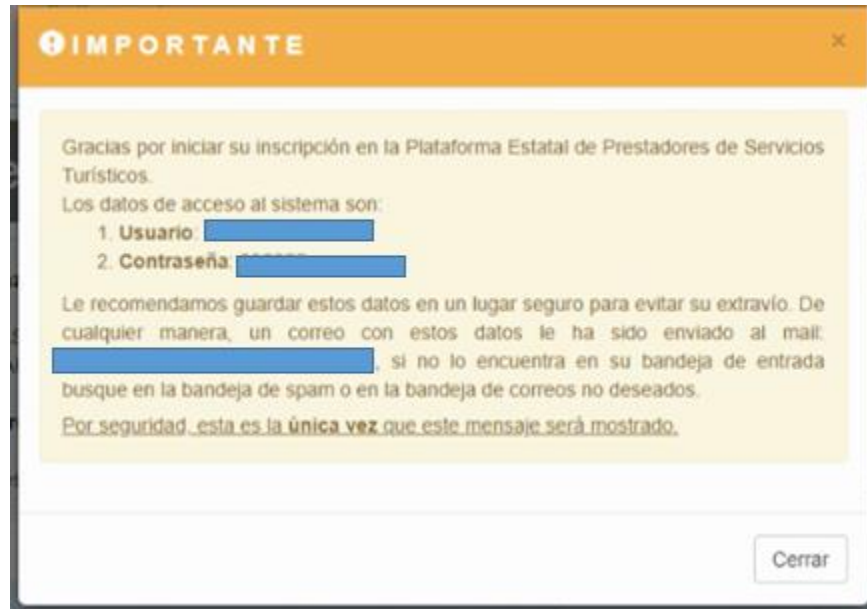 IMPORTANTE
×
Gracias por iniciar su inscripción en la Plataforma Estatal de Prestadores de Servicios
Turísticos.
Los datos de acceso al sistema son:
1. Usuario:
2. Contraseña:
Le recomendamos guardar estos datos en un lugar seguro para evitar su extravío. De
cualquier manera, un correo con estos datos le ha sido enviado al mail:
, si no lo encuentra en su bandeja de entrada
busque en la bandeja de spam o en la bandeja de correos no deseados.
Por seguridad, esta es la única vez que este mensaje será mostrado.
Cerrar